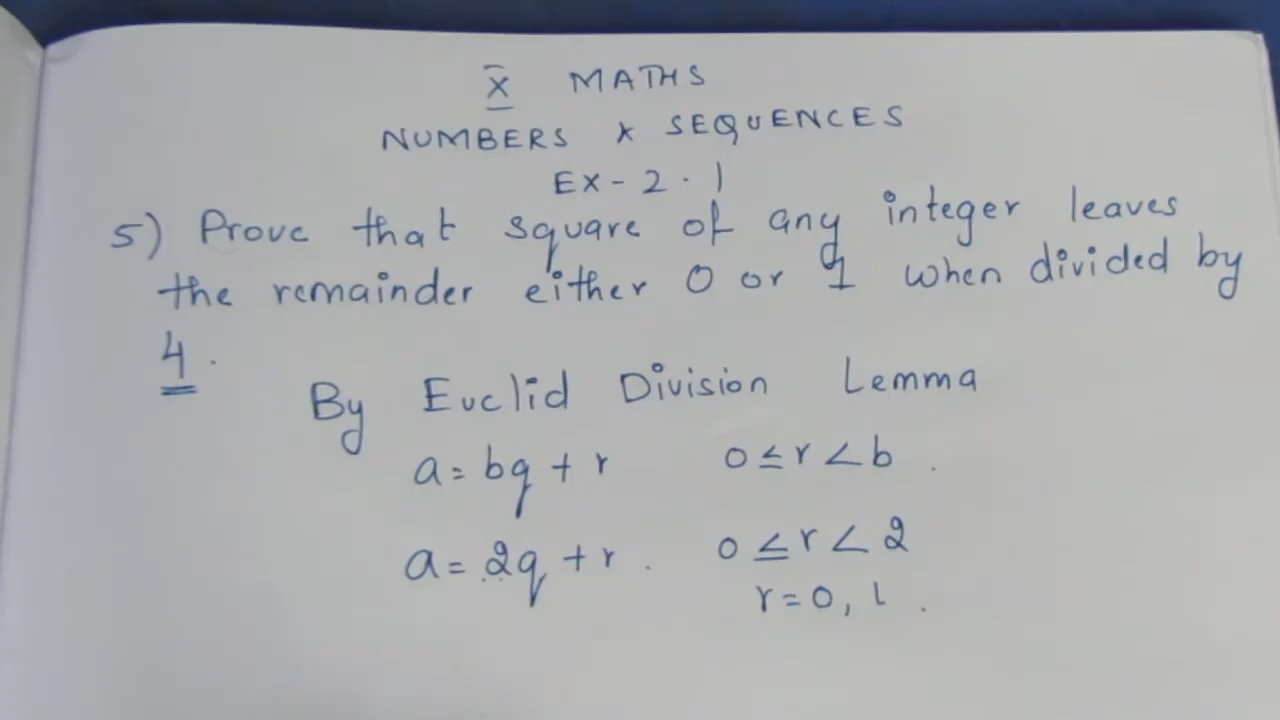 X MATHS
NUMBERS * SEQUENCES
EX - 2.1
5) Prove that square of any integer leaves
the remainder either 0 or 1 when divided by
4.
By Euclid Division Lemma
a = bq + r 0 ≤ r < b .
a = 2q + r . 0 ≤ r < 2
r = 0, 1 .